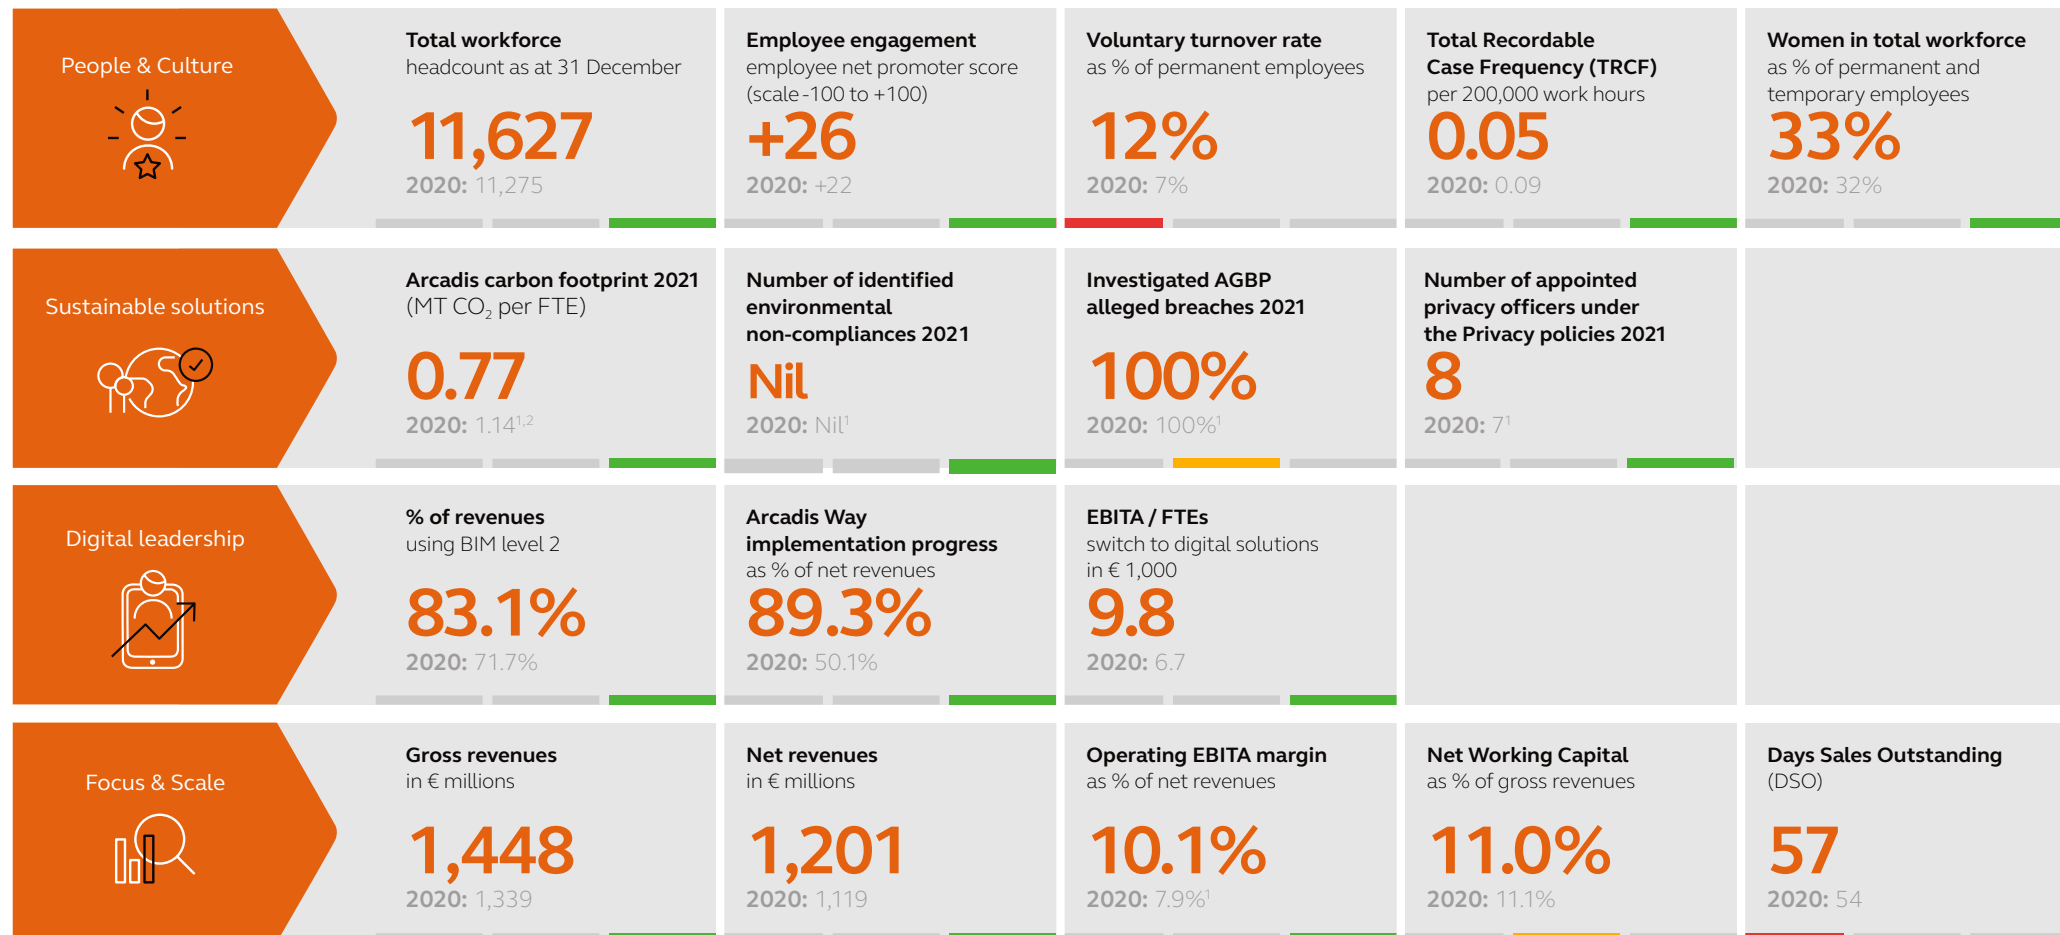 People & Culture
Total workforce
headcount as at 31 December
11,627
2020: 11,275
Employee engagement
employee net promoter score
(scale -100 to +100)
+26
2020: +22
Voluntary turnover rate
as % of permanent employees
12%
2020: 7%
Total Recordable
Case Frequency (TRCF)
per 200,000 work hours
0.05
2020: 0.09
Women in total workforce
as % of permanent and
temporary employees
33%
2020: 32%
Sustainable solutions
Arcadis carbon footprint 2021
(MT CO₂ per FTE)
0.77
2020: 1.14¹,²
Number of identified
environmental
non-compliances 2021
Nil
2020: Nil¹
Investigated AGBP
alleged breaches 2021
100%
2020: 100%¹
Number of appointed
privacy officers under
the Privacy policies 2021
8
2020: 7¹
Digital leadership
% of revenues
using BIM level 2
83.1%
2020: 71.7%
Arcadis Way
implementation progress
as % of net revenues
89.3%
2020: 50.1%
EBITA / FTEs
switch to digital solutions
in € 1,000
9.8
2020: 6.7
Focus & Scale
Gross revenues
in € millions
1,448
2020: 1,339
Net revenues
in € millions
1,201
2020: 1,119
Operating EBITA margin
as % of net revenues
10.1%
2020: 7.9%¹
Net Working Capital
as % of gross revenues
11.0%
2020: 11.1%
Days Sales Outstanding
(DSO)
57
2020: 54